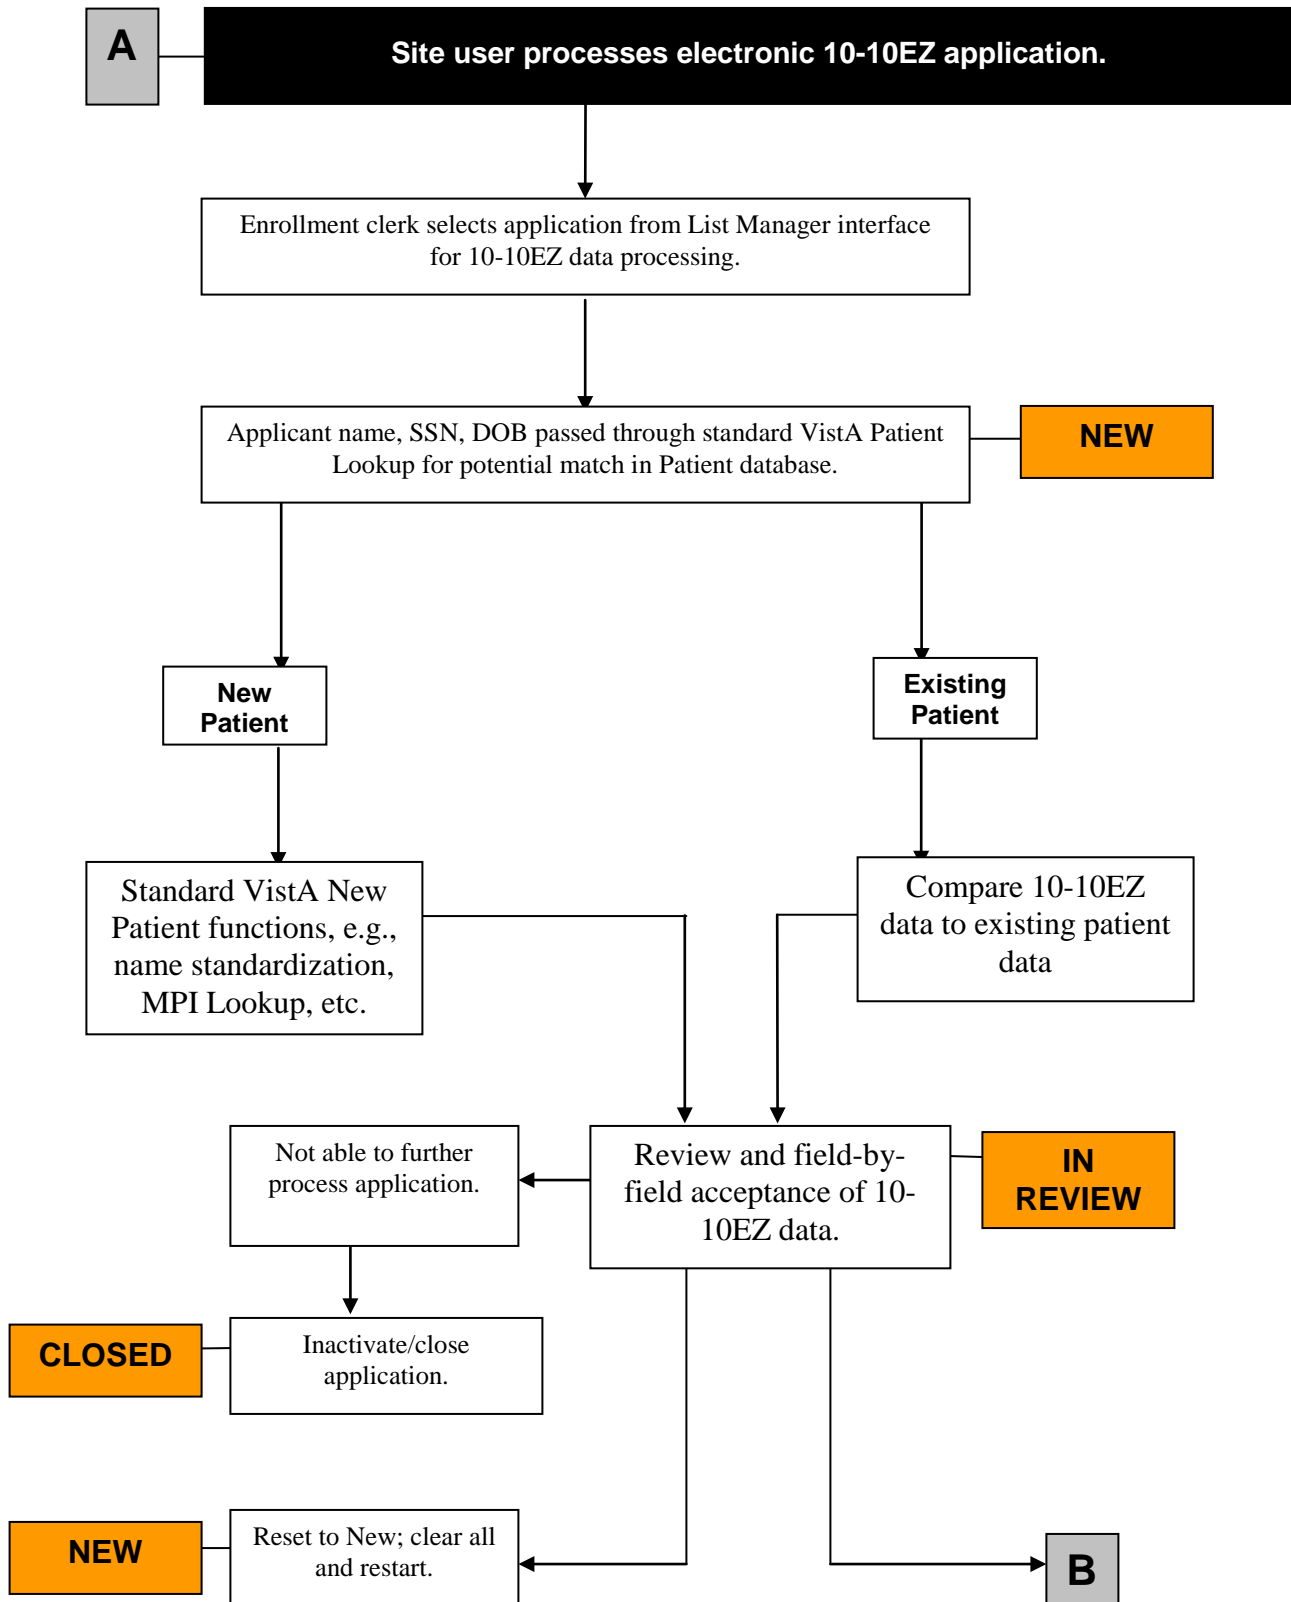 A
Site user processes electronic 10-10EZ application.
Enrollment clerk selects application from List Manager interface
for 10-10EZ data processing.
Applicant name, SSN, DOB passed through standard VistA Patient
Lookup for potential match in Patient database.
NEW
New
Patient
Existing
Patient
Standard VistA New
Patient functions, e.g.,
name standardization,
MPI Lookup, etc.
Compare 10-10EZ
data to existing patient
data
Not able to further
process application.
Review and field-by-
field acceptance of 10-
10EZ data.
IN
REVIEW
CLOSED
Inactivate/close
application.
NEW
Reset to New; clear all
and restart.
B